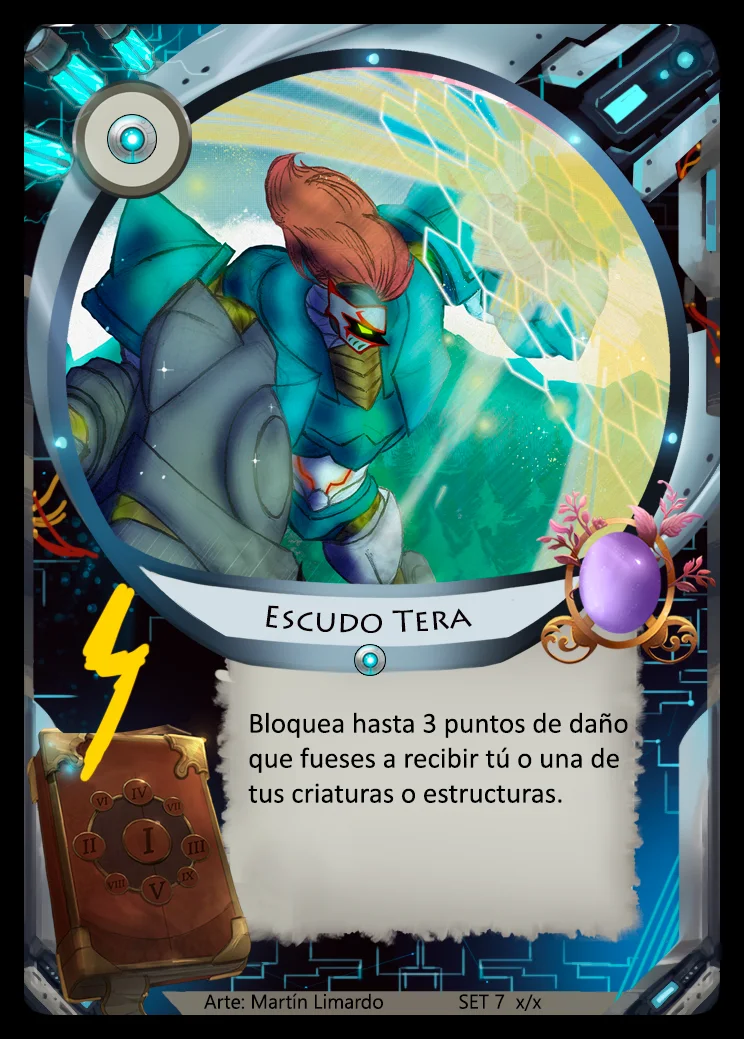 Escudo Tera
Bloquea hasta 3 puntos de daño
que fueses a recibir tú o una de
tus criaturas o estructuras.
VI IV VII
II I III
VIII V IX
Arte: Martín Limardo SET 7 x/x